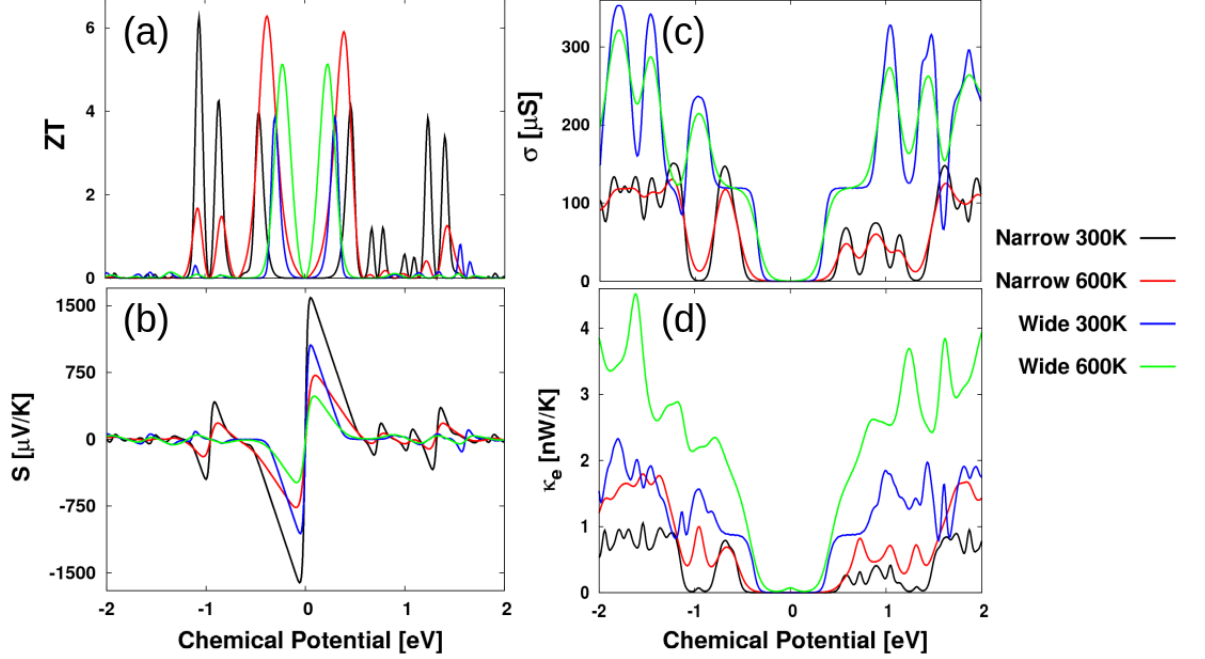 (a)
ZT
6
4
2
0
(b)
S [µV/K]
1500
750
0
-750
-1500
-2
-1
0
1
2
Chemical Potential [eV]
(c)
σ [µS]
300
200
100
0
(d)
κe [nW/K]
4
3
2
1
0
-2
-1
0
1
2
Chemical Potential [eV]
Narrow 300K
Narrow 600K
Wide 300K
Wide 600K